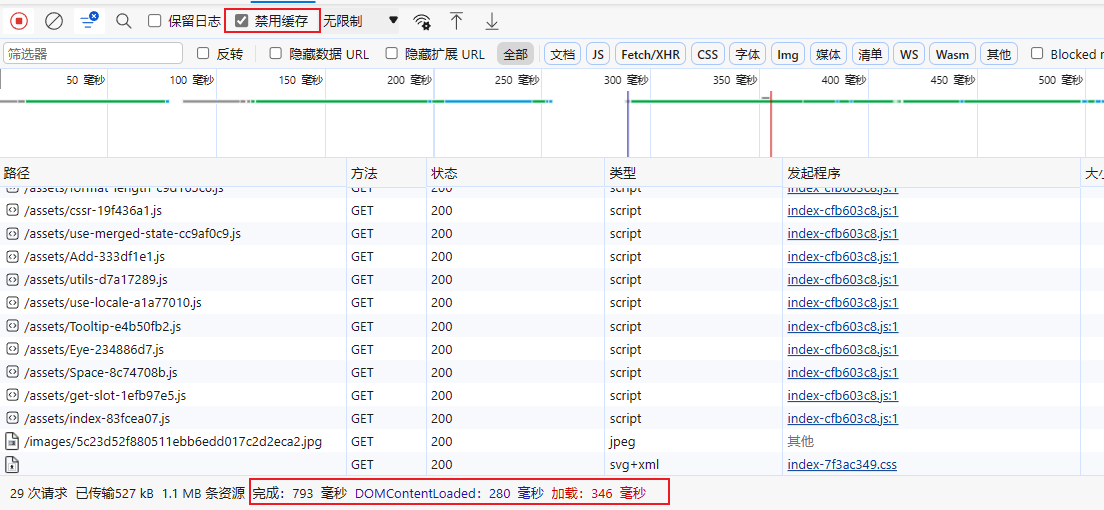 保留日志 禁用缓存 无限制
筛选器 反转 隐藏数据 URL 隐藏扩展 URL 全部 文档 JS Fetch/XHR CSS 字体 Img 媒体 清单 WS Wasm 其他 Blocked r
50 毫秒 100 毫秒 150 毫秒 200 毫秒 250 毫秒 300 毫秒 350 毫秒 400 毫秒 450 毫秒 500 毫秒
路径 方法 状态 类型 发起程序 大小
/assets/format-length-c9d165c6.js GET 200 script index-cfb603c8.js:1
/assets/cssr-19f436a1.js GET 200 script index-cfb603c8.js:1
/assets/use-merged-state-cc9af0c9.js GET 200 script index-cfb603c8.js:1
/assets/Add-333df1e1.js GET 200 script index-cfb603c8.js:1
/assets/utils-d7a17289.js GET 200 script index-cfb603c8.js:1
/assets/use-locale-a1a77010.js GET 200 script index-cfb603c8.js:1
/assets/Tooltip-e4b50fb2.js GET 200 script index-cfb603c8.js:1
/assets/Eye-234886d7.js GET 200 script index-cfb603c8.js:1
/assets/Space-8c74708b.js GET 200 script index-cfb603c8.js:1
/assets/get-slot-1efb97e5.js GET 200 script index-cfb603c8.js:1
/assets/index-83fcea07.js GET 200 script index-cfb603c8.js:1
/images/5c23d52f880511ebb6edd017c2d2eca2.jpg GET 200 jpeg 其他
GET 200 svg+xml index-7f3ac349.css
29 次请求 已传输527 kB 1.1 MB 条资源 完成：793 毫秒 DOMContentLoaded：280 毫秒 加载：346 毫秒